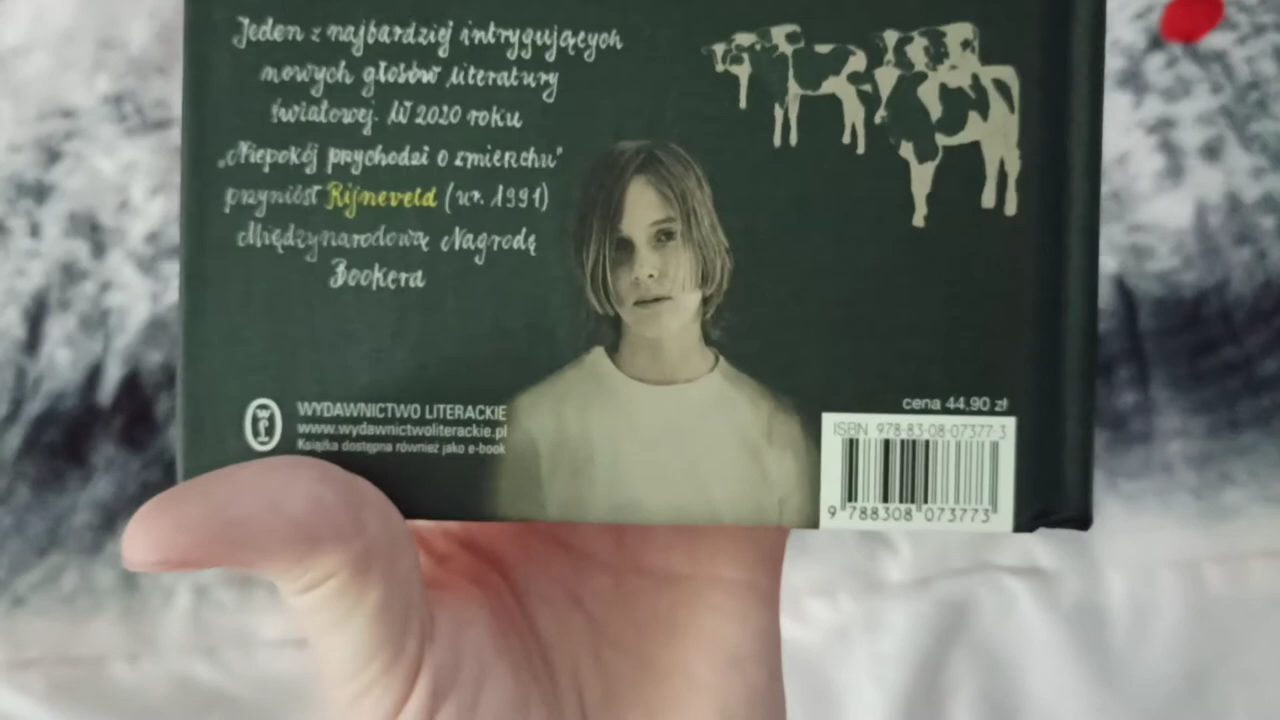 Jeden z najbardziej intrygujących
nowych głosów literatury
światowej. W 2020 roku
„Niepokój przychodzi o zmierzchu"
przyniósł Rijneveld (ur. 1991)
Międzynarodową Nagrodę
Bookera
WYDAWNICTWO LITERACKIE
www.wydawnictwoliterackie.pl
Książka dostępna również jako e-book
cena 44,90 zł
ISBN 978-83-08-07377-3
9 788308 073773